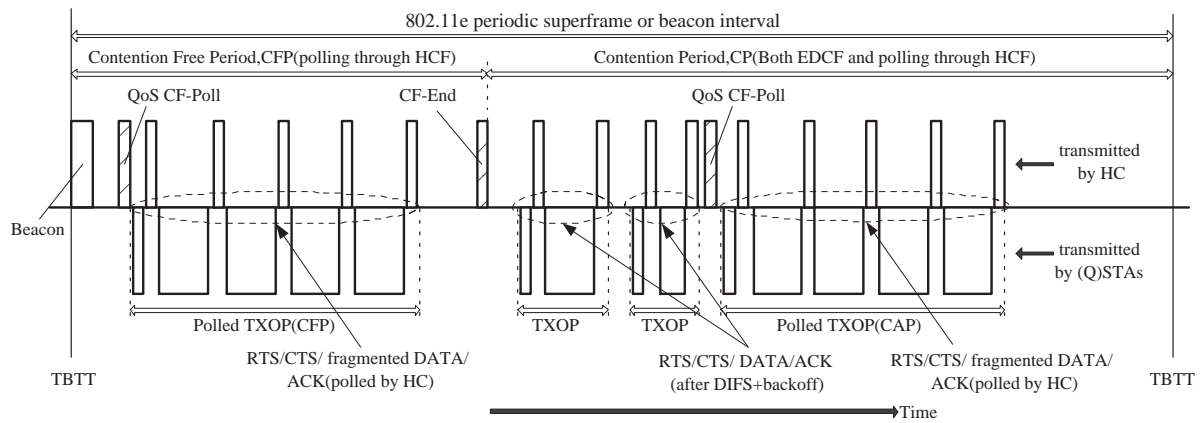 802.11e periodic superframe or beacon interval
Contention Free Period,CFP(polling through HCF)
Contention Period,CP(Both EDCF and polling through HCF)
QoS CF-Poll
CF-End
QoS CF-Poll
transmitted
by HC
Beacon
transmitted
by (Q)STAs
Polled TXOP(CFP)
TXOP
TXOP
Polled TXOP(CAP)
RTS/CTS/ fragmented DATA/
ACK(polled by HC)
RTS/CTS/ DATA/ACK
(after DIFS+backoff)
RTS/CTS/ fragmented DATA/
ACK(polled by HC)
TBTT
TBTT
Time